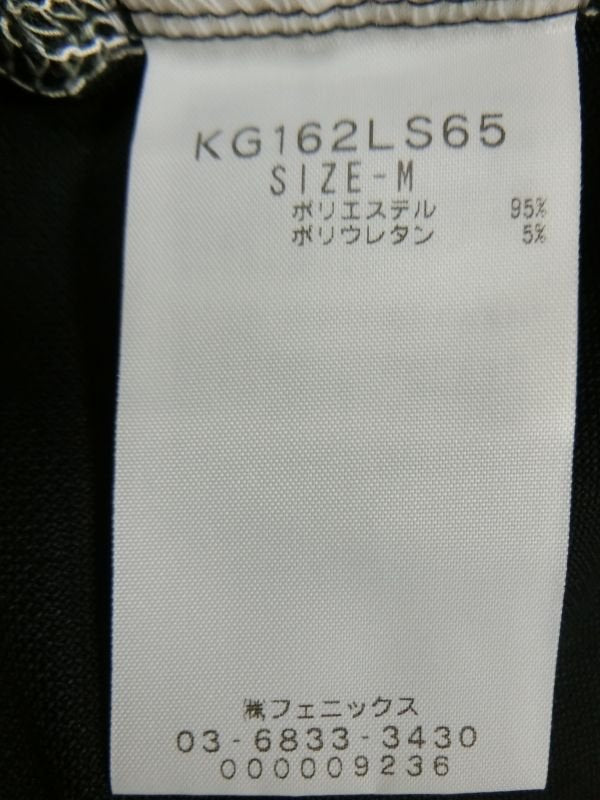 KG162LS65
SIZE-M
ポリエステル 95%
ポリウレタン 5%
㈱フェニックス
03-6833-3430
000009236